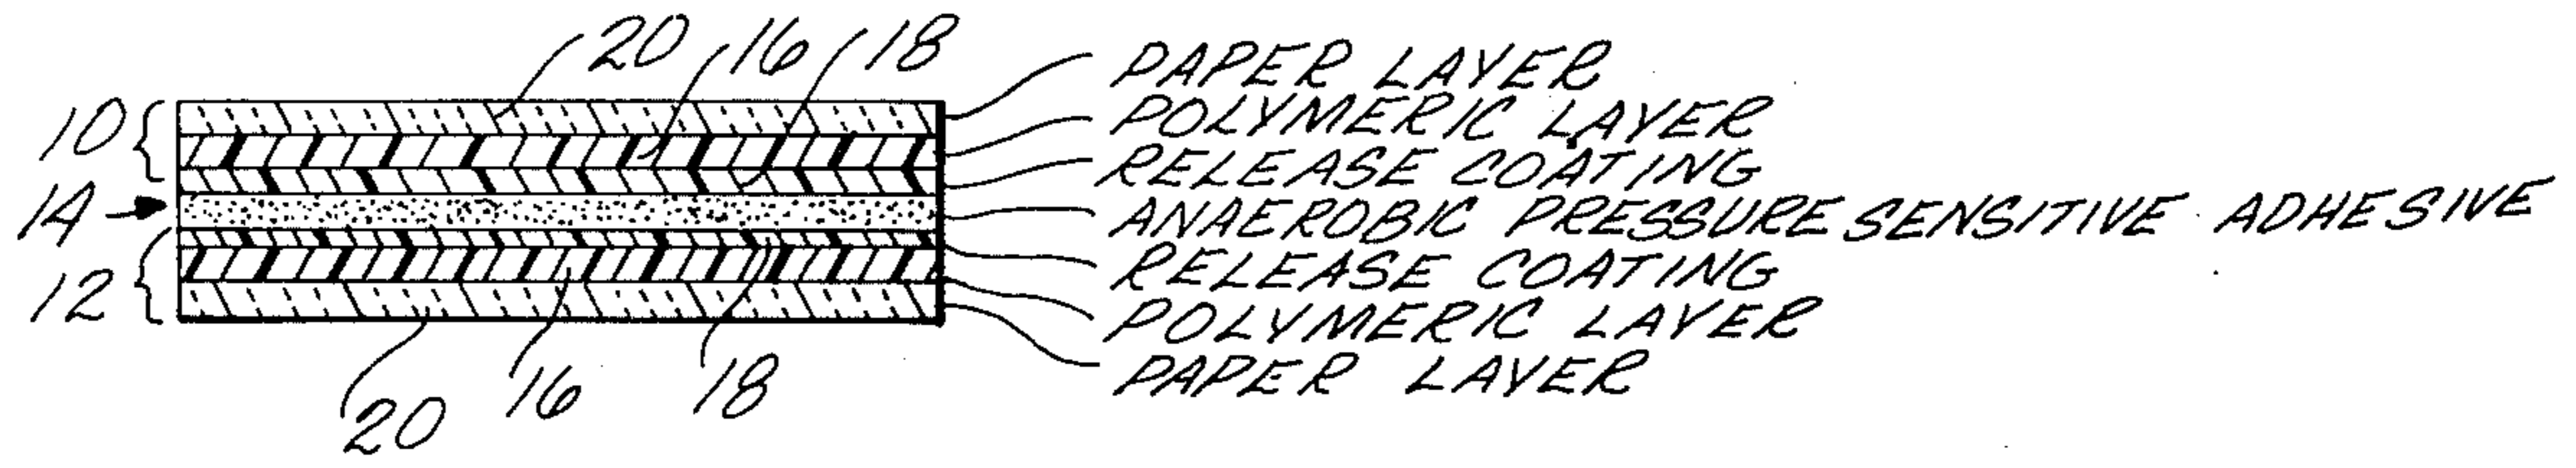 20 16 18
10
14
12
20 16 18
PAPER LAYER
POLYMERIC LAYER
RELEASE COATING
ANAEROBIC PRESSURE SENSITIVE ADHESIVE
RELEASE COATING
POLYMERIC LAYER
PAPER LAYER